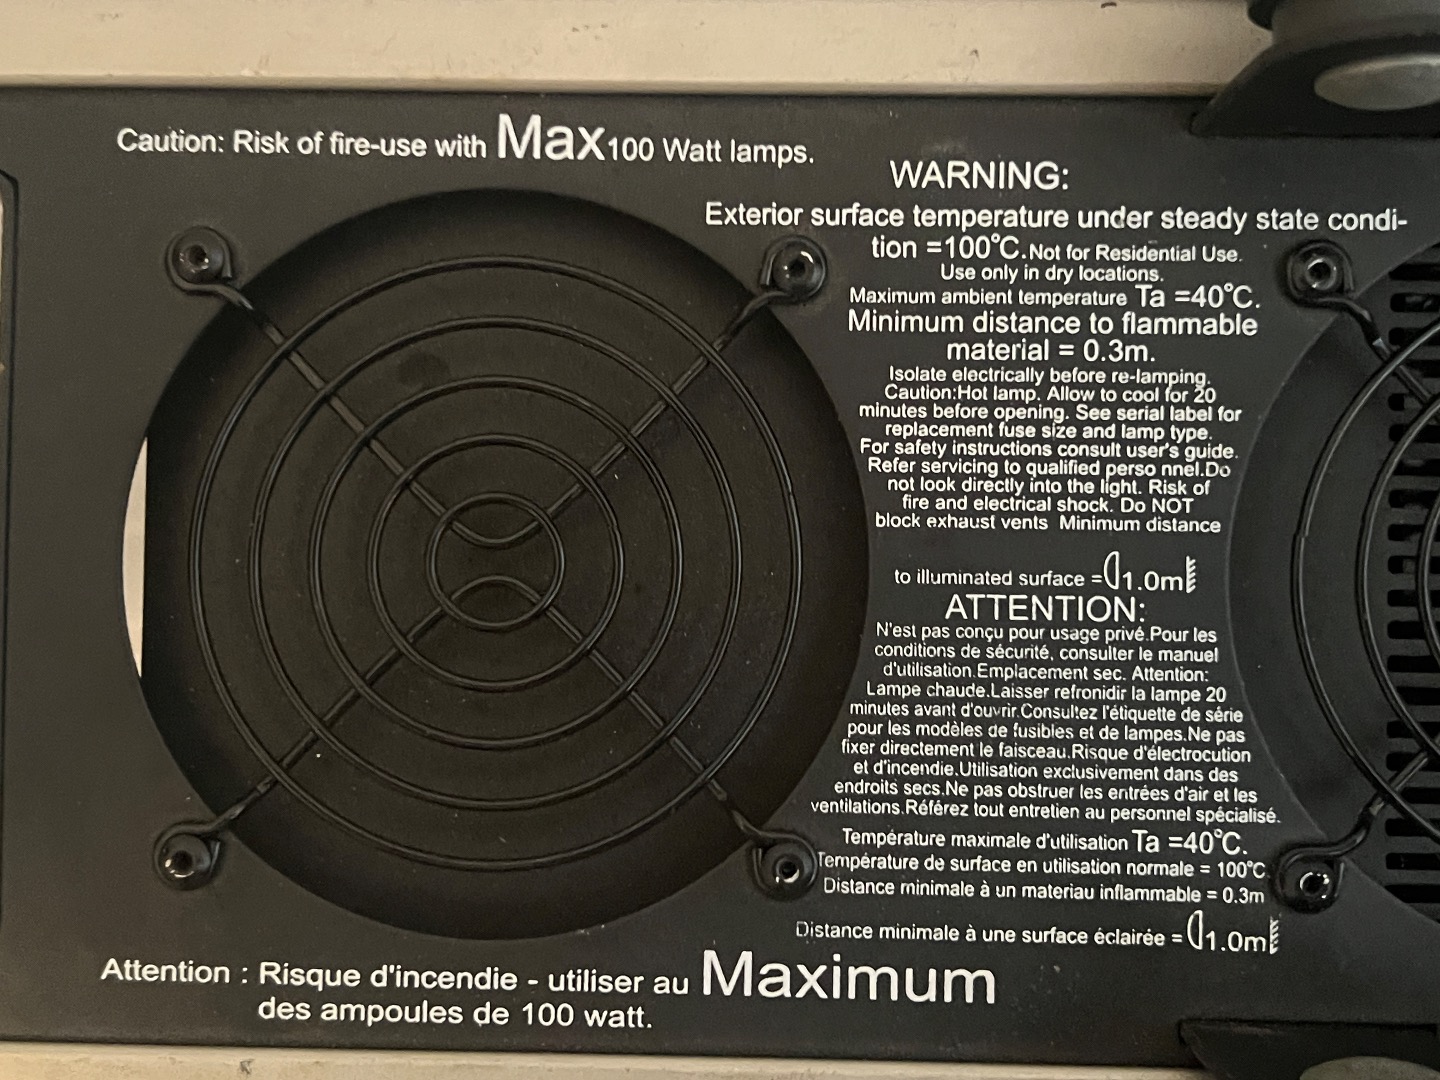 Caution: Risk of fire-use with Max100 Watt lamps.
WARNING:
Exterior surface temperature under steady state condi-
tion =100°C.Not for Residential Use.
Use only in dry locations.
Maximum ambient temperature Ta =40°C.
Minimum distance to flammable
material = 0.3m.
Isolate electrically before re-lamping.
Caution:Hot lamp. Allow to cool for 20
minutes before opening. See serial label for
replacement fuse size and lamp type.
For safety instructions consult user's guide.
Refer servicing to qualified perso nnel.Do
not look directly into the light. Risk of
fire and electrical shock. Do NOT
block exhaust vents Minimum distance
to illuminated surface =1.0m
ATTENTION:
N'est pas conçu pour usage privé.Pour les
conditions de sécurité, consulter le manuel
d'utilisation.Emplacement sec. Attention:
Lampe chaude.Laisser refronidir la lampe 20
minutes avant d'ouvrir.Consultez l'étiquette de série
pour les modèles de fusibles et de lampes.Ne pas
fixer directement le faisceau.Risque d'électrocution
et d'incendie.Utilisation exclusivement dans des
endroits secs.Ne pas obstruer les entrées d'air et les
ventilations.Référez tout entretien au personnel spécialisé.
Température maximale d'utilisation Ta =40°C.
Température de surface en utilisation normale = 100°C
Distance minimale à un materiau inflammable = 0.3m
Distance minimale à une surface éclairée =1.0m
Attention : Risque d'incendie - utiliser au Maximum
des ampoules de 100 watt.